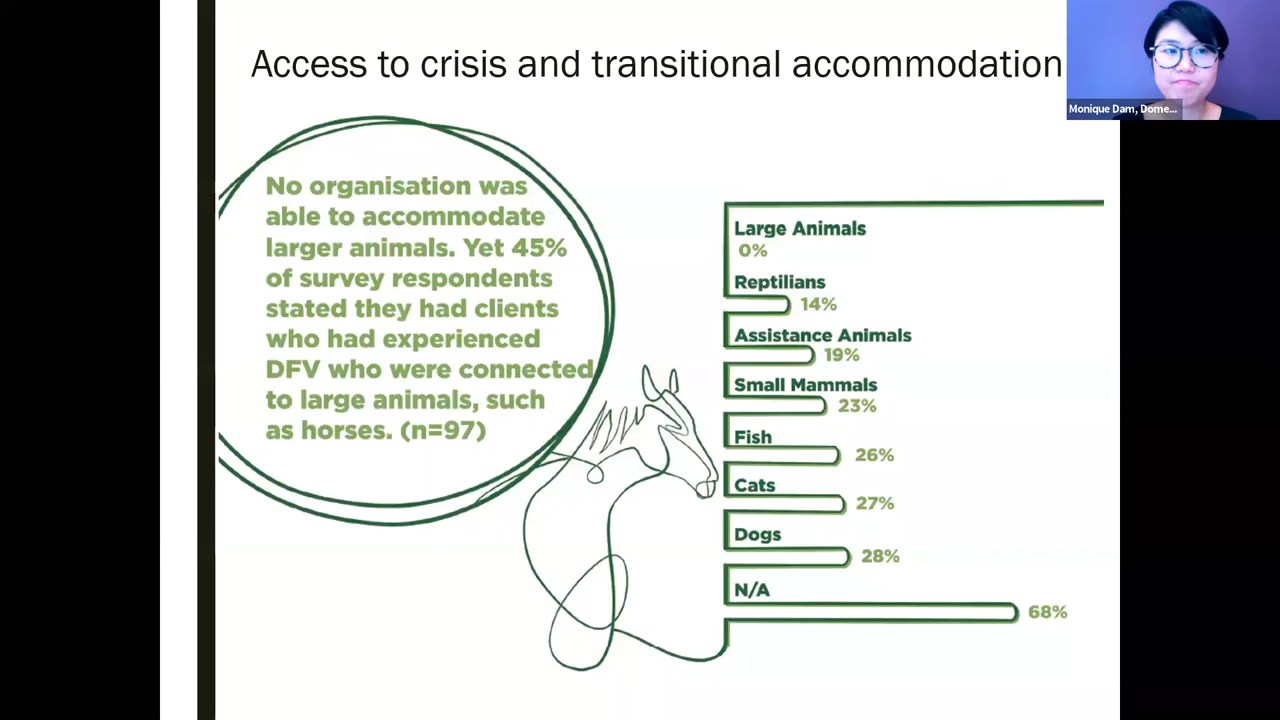 Access to crisis and transitional accommodation
Monique Dam, Dome...
No organisation was
able to accommodate
larger animals. Yet 45%
of survey respondents
stated they had clients
who had experienced
DFV who were connected
to large animals, such
as horses. (n=97)
Large Animals
0%
Reptilians
14%
Assistance Animals
19%
Small Mammals
23%
Fish
26%
Cats
27%
Dogs
28%
N/A
68%